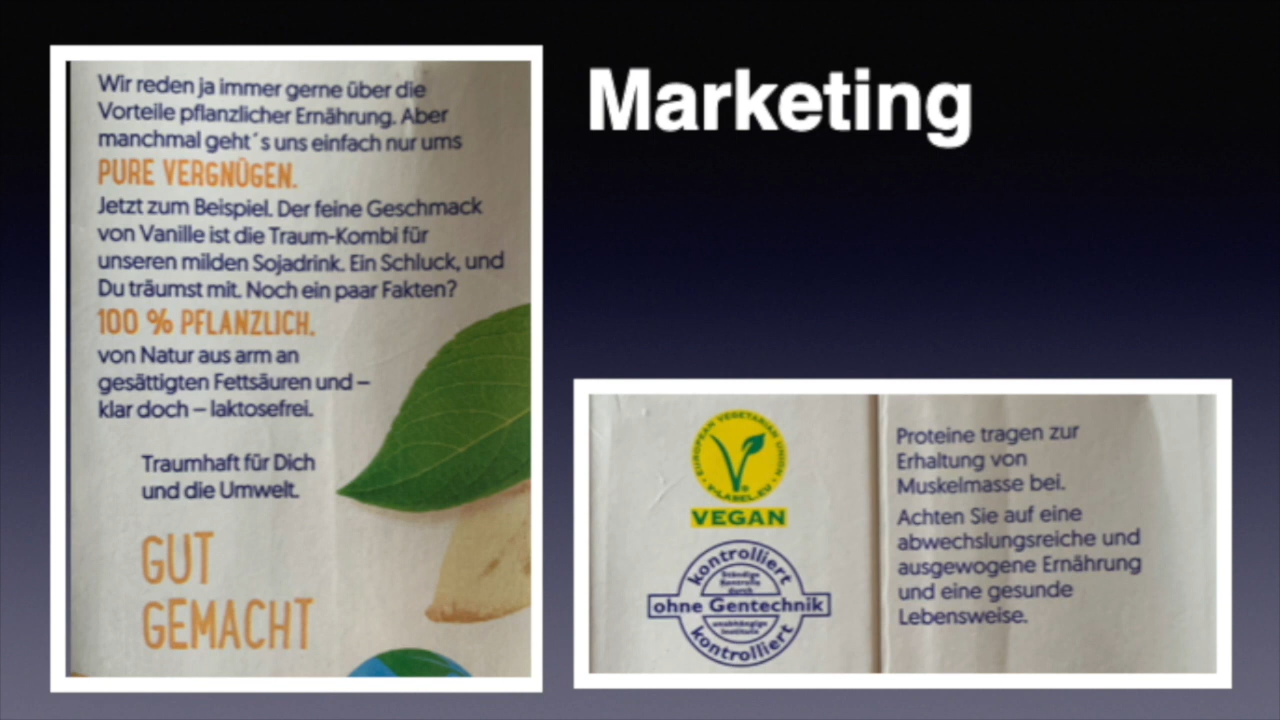 Marketing
Wir reden ja immer gerne über die
Vorteile pflanzlicher Ernährung. Aber
manchmal geht´s uns einfach nur ums
PURE VERGNÜGEN.
Jetzt zum Beispiel. Der feine Geschmack
von Vanille ist die Traum-Kombi für
unseren milden Sojadrink. Ein Schluck, und
Du träumst mit. Noch ein paar Fakten?
100 % PFLANZLICH.
von Natur aus arm an
gesättigten Fettsäuren und –
klar doch – laktosefrei.
Traumhaft für Dich
und die Umwelt.
GUT
GEMACHT
EUROPEAN VEGETARIAN UNION
V-LABEL.EU
VEGAN
kontrolliert
Ständige
Kontrolle
durch
ohne Gentechnik
unabhängige
Institute
kontrolliert
Proteine tragen zur
Erhaltung von
Muskelmasse bei.
Achten Sie auf eine
abwechslungsreiche und
ausgewogene Ernährung
und eine gesunde
Lebensweise.